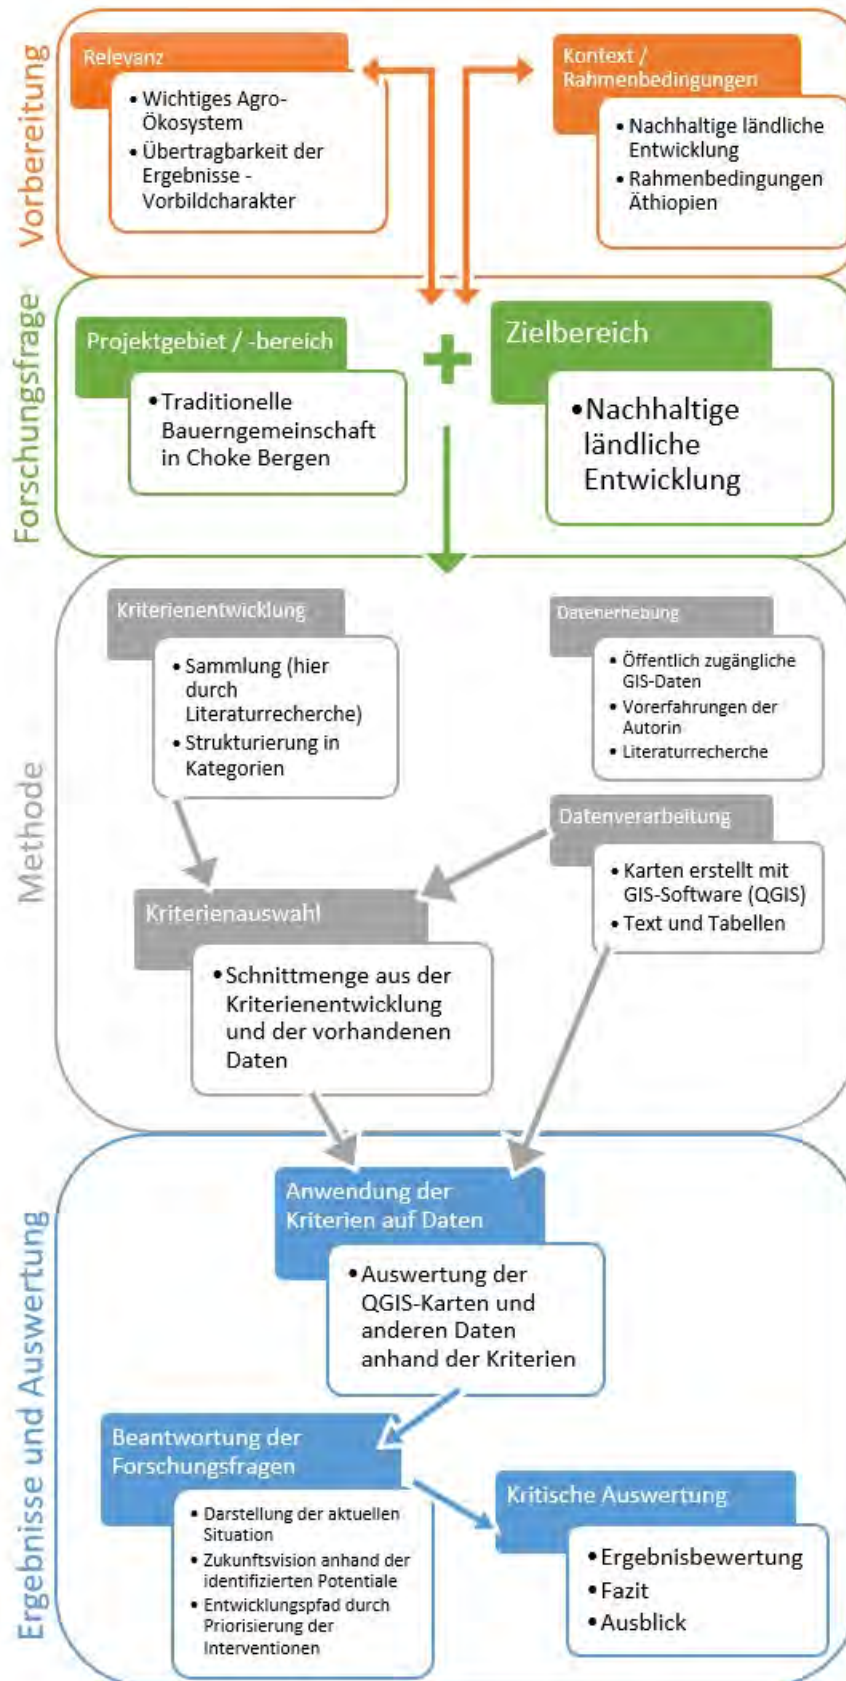 Vorbereitung
Relevanz
• Wichtiges Agro-
Ökosystem
• Übertragbarkeit der
Ergebnisse -
Vorbildcharakter
Kontext /
Rahmenbedingungen
• Nachhaltige ländliche
Entwicklung
• Rahmenbedingungen
Äthiopien
Forschungsfrage
Projektgebiet / -bereich
• Traditionelle
Bauerngemeinschaft
in Choke Bergen
+
Zielbereich
• Nachhaltige
ländliche
Entwicklung
Methode
Kriterienentwicklung
• Sammlung (hier
durch
Literaturrecherche)
• Strukturierung in
Kategorien
Datenerhebung
• Öffentlich zugängliche
GIS-Daten
• Vorerfahrungen der
Autorin
• Literaturrecherche
Datenverarbeitung
• Karten erstellt mit
GIS-Software (QGIS)
• Text und Tabellen
Kriterienauswahl
• Schnittmenge aus der
Kriterienentwicklung
und der vorhandenen
Daten
Ergebnisse und Auswertung
Anwendung der
Kriterien auf Daten
• Auswertung der
QGIS-Karten und
anderen Daten
anhand der Kriterien
Beantwortung der
Forschungsfragen
• Darstellung der aktuellen
Situation
• Zukunftsvision anhand der
identifizierten Potentiale
• Entwicklungspfad durch
Priorisierung der
Interventionen
Kritische Auswertung
• Ergebnisbewertung
• Fazit
• Ausblick